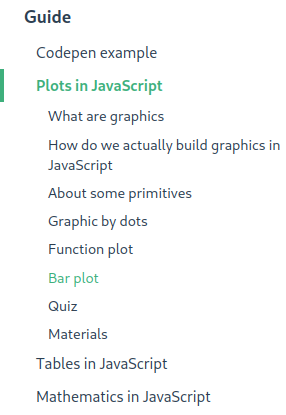 Guide
Codepen example
Plots in JavaScript
What are graphics
How do we actually build graphics in
JavaScript
About some primitives
Graphic by dots
Function plot
Bar plot
Quiz
Materials
Tables in JavaScript
Mathematics in JavaScript